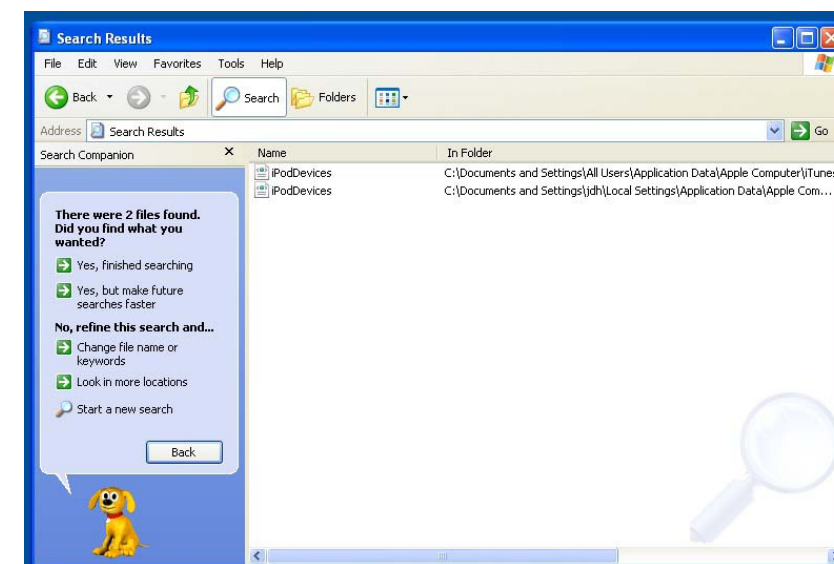 Search Results
File Edit View Favorites Tools Help
Back Search Folders
Address Search Results Go
Search Companion X Name In Folder
iPodDevices C:\Documents and Settings\All Users\Application Data\Apple Computer\iTunes
iPodDevices C:\Documents and Settings\jdh\Local Settings\Application Data\Apple Com...
There were 2 files found.
Did you find what you
wanted?
Yes, finished searching
Yes, but make future
searches faster
No, refine this search and...
Change file name or
keywords
Look in more locations
Start a new search
Back